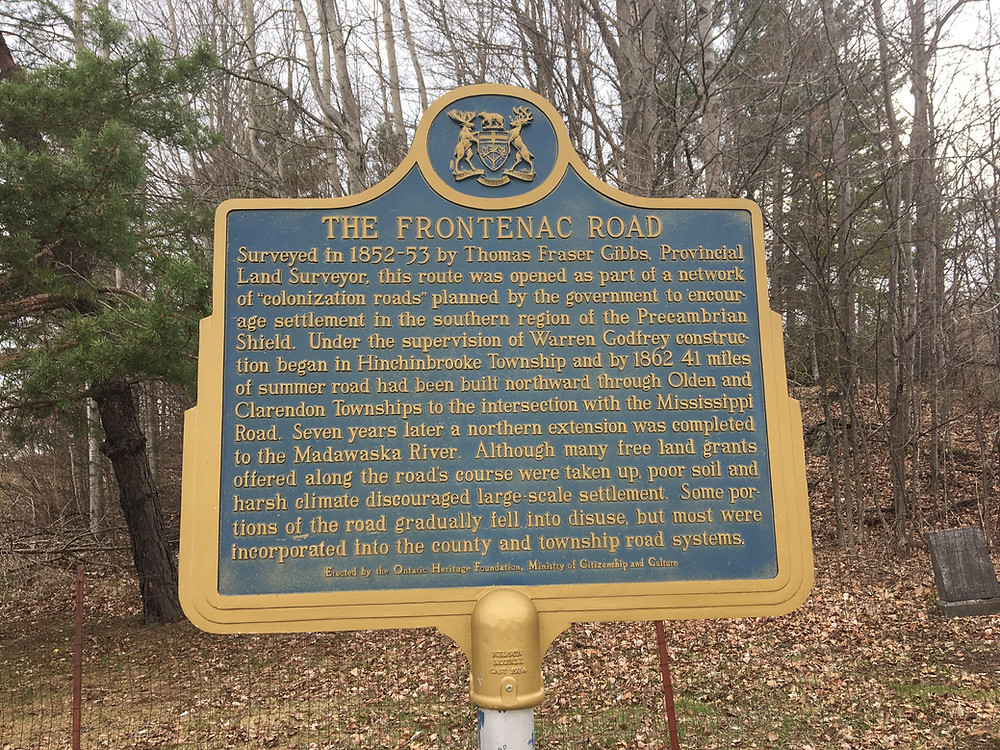 THE FRONTENAC ROAD
Surveyed in 1852-53 by Thomas Fraser Gibbs, Provincial
Land Surveyor, this route was opened as part of a network
of "colonization roads" planned by the government to encour-
age settlement in the southern region of the Precambrian
Shield. Under the supervision of Warren Godfrey construc-
tion began in Hinchinbrooke Township and by 1862 41 miles
of summer road had been built northward through Olden and
Clarendon Townships to the intersection with the Mississippi
Road. Seven years later a northern extension was completed
to the Madawaska River. Although many free land grants
offered along the road's course were taken up, poor soil and
harsh climate discouraged large-scale settlement. Some por-
tions of the road gradually fell into disuse, but most were
incorporated into the county and township road systems.
Erected by the Ontario Heritage Foundation, Ministry of Citizenship and Culture